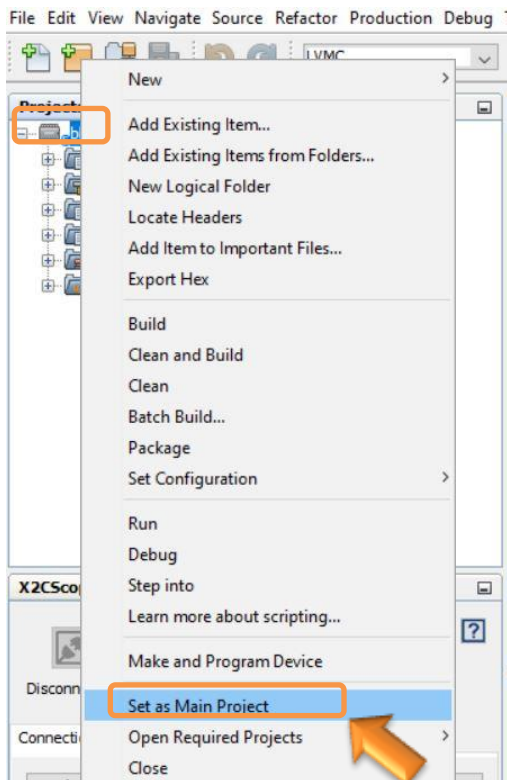 File Edit View Navigate Source Refactor Production Debug
LVMC
New
Add Existing Item...
Add Existing Items from Folders...
New Logical Folder
Locate Headers
Add Item to Important Files...
Export Hex
Build
Clean and Build
Clean
Batch Build...
Package
Set Configuration
Run
Debug
Step into
X2CSco
Learn more about scripting...
Make and Program Device
Disconn
Set as Main Project
Connecti
Open Required Projects
Close